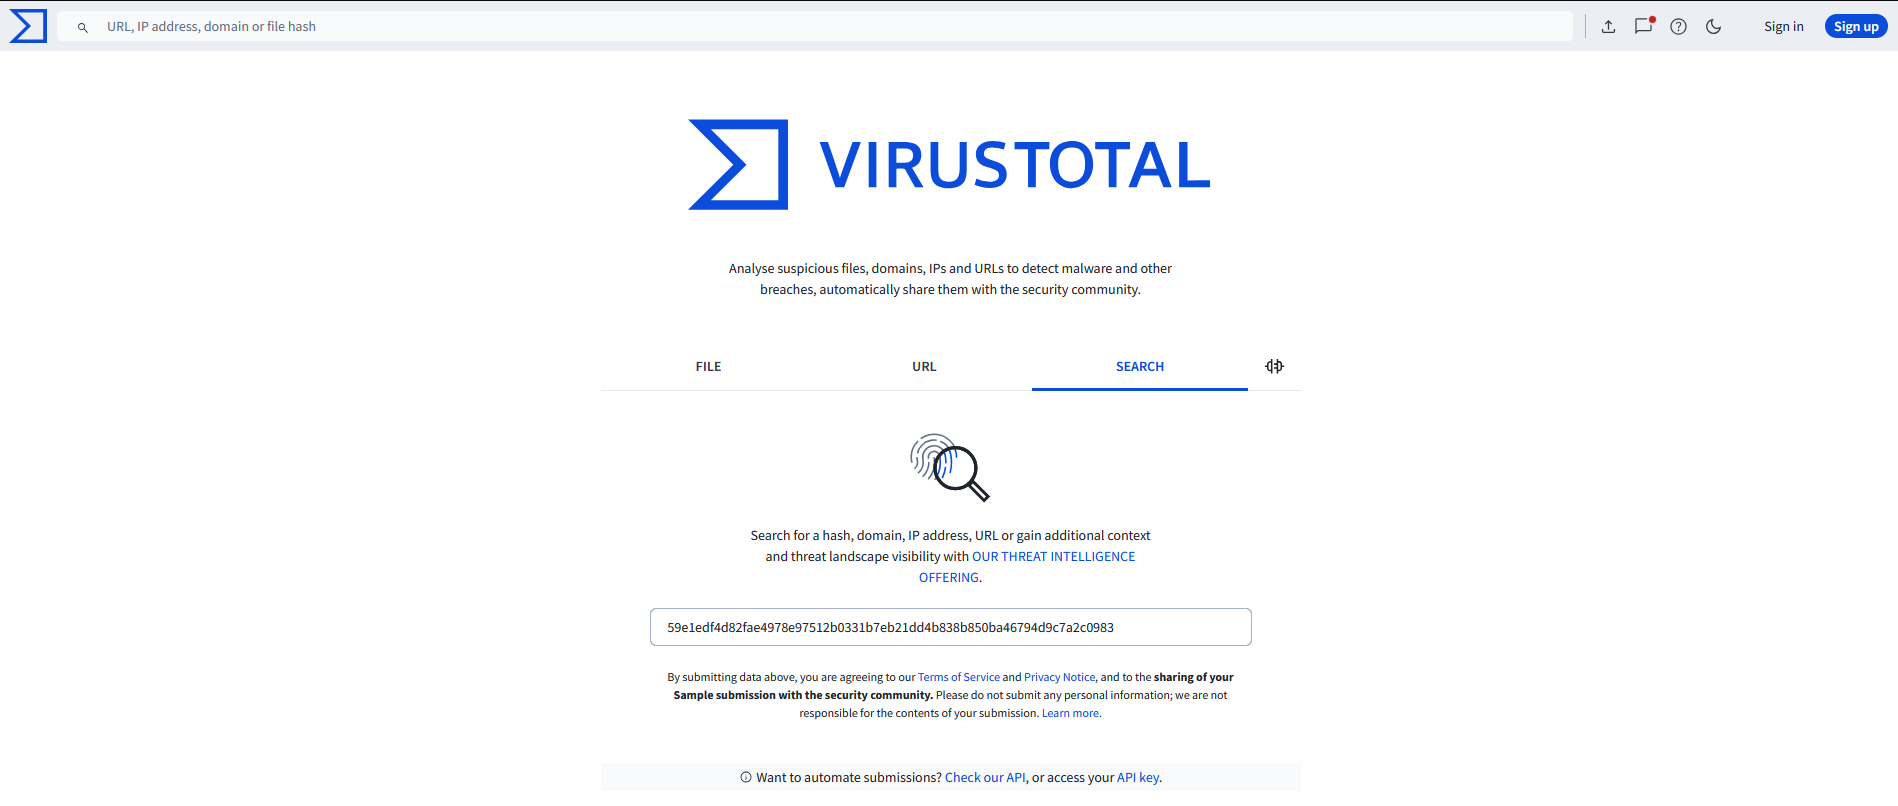 URL, IP address, domain or file hash
Sign in
Sign up
VIRUSTOTAL
Analyse suspicious files, domains, IPs and URLs to detect malware and other
breaches, automatically share them with the security community.
FILE
URL
SEARCH
Search for a hash, domain, IP address, URL or gain additional context
and threat landscape visibility with OUR THREAT INTELLIGENCE
OFFERING.
59e1edf4d82fae4978e97512b0331b7eb21dd4b838b850ba46794d9c7a2c0983
By submitting data above, you are agreeing to our Terms of Service and Privacy Notice, and to the sharing of your
Sample submission with the security community. Please do not submit any personal information; we are not
responsible for the contents of your submission. Learn more.
Want to automate submissions? Check our API, or access your API key.